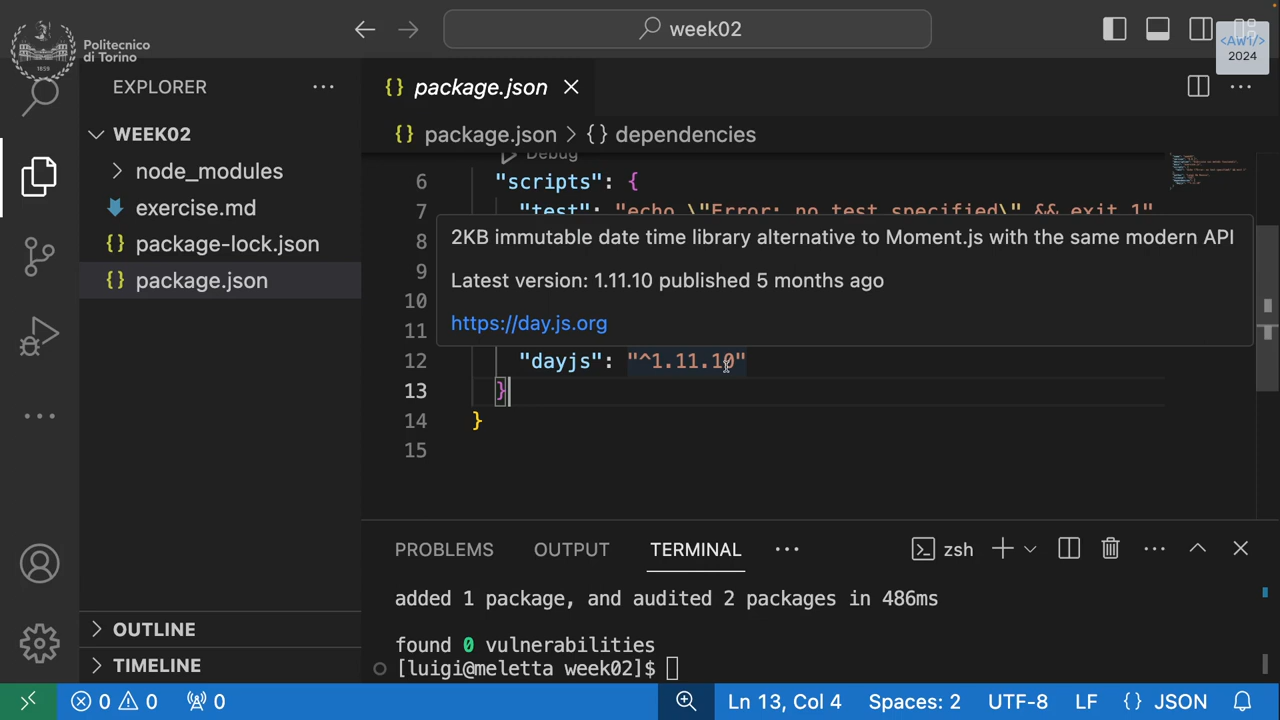 Politecnico
di Torino
1859
week02
<AW1/>
2024
EXPLORER
package.json
WEEK02
package.json > {} dependencies
node_modules
exercise.md
package-lock.json
package.json
Debug
6 "scripts": {
7 "test": "echo \"Error: no test specified\" && exit 1"
8
2KB immutable date time library alternative to Moment.js with the same modern API
9
Latest version: 1.11.10 published 5 months ago
10
https://day.js.org
11
12 "dayjs": "^1.11.10"
13 }
14 }
15
PROBLEMS OUTPUT TERMINAL
zsh
added 1 package, and audited 2 packages in 486ms
found 0 vulnerabilities
[luigi@meletta week02]$
OUTLINE
TIMELINE
0 0 0
Ln 13, Col 4 Spaces: 2 UTF-8 LF {} JSON